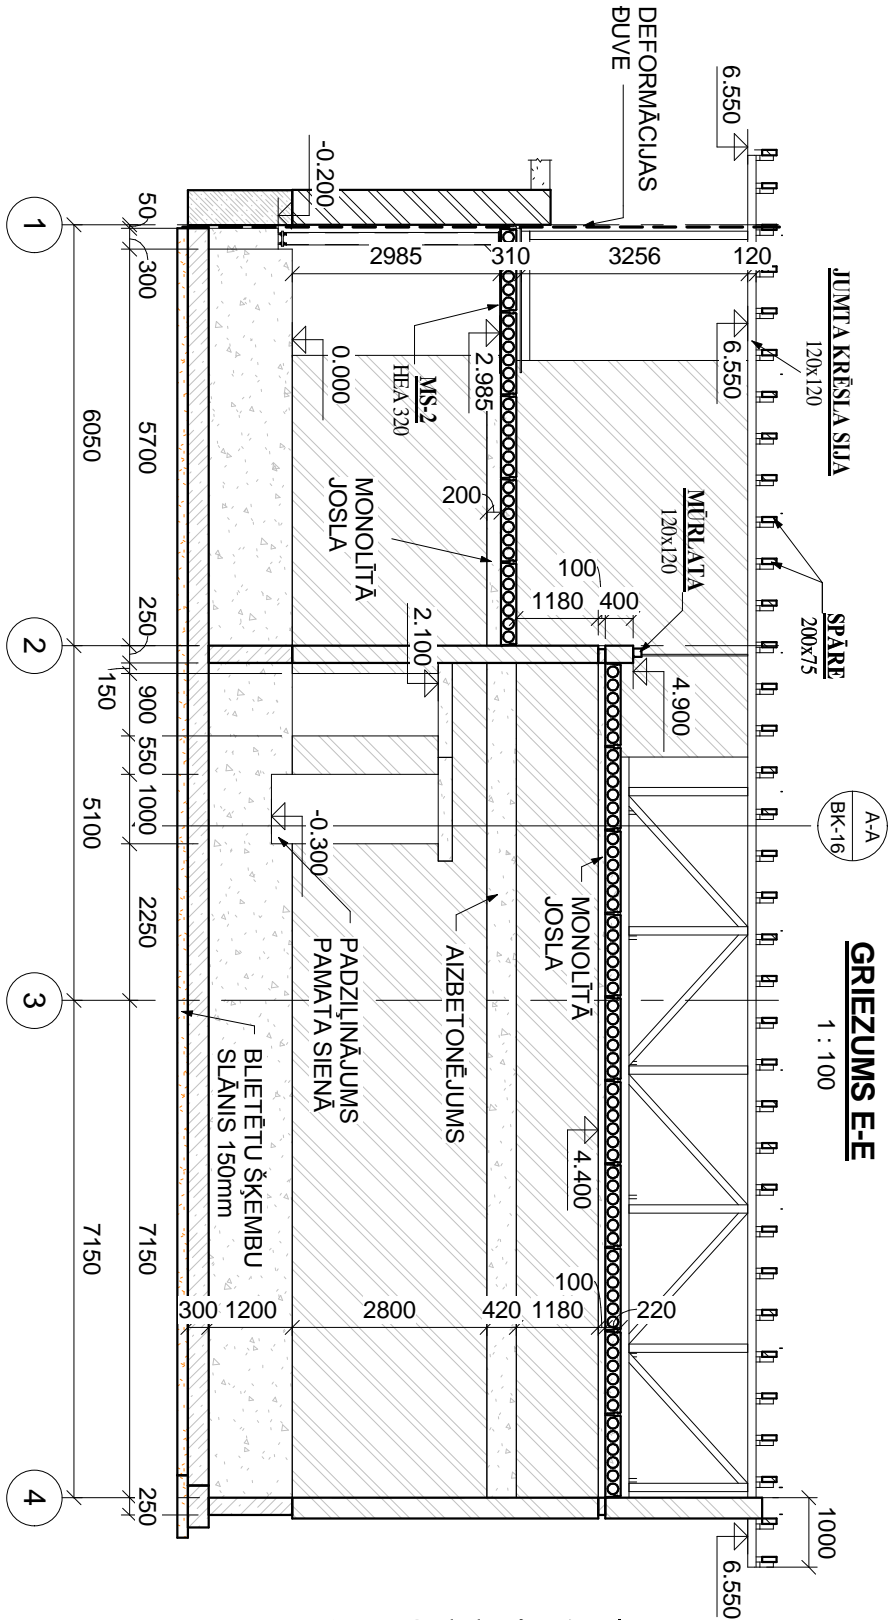 GRIEZUMS E-E
1 : 100
A-A
BK-16
JUMTA KRĒSLA SIJA
120x120
SPĀRE
200x75
MŪRLATA
120x120
DEFORMĀCIJAS
ĐUVE
6.550
6.550
6.550
1000
120
3256
310
2985
-0.200
0.000
2.985
MS-2
HEA 320
200
MONOLĪTĀ
JOSLA
100
400
1180
4.900
2.100
-0.300
MONOLĪTĀ
JOSLA
4.400
AIZBETONĒJUMS
PADZIĻINĀJUMS
PAMATA SIENĀ
BLIETĒTU ŠĶEMBU
SLĀNIS 150mm
100
220
1180
420
2800
1200
300
50
300
5700
250
150
900
550
1000
2250
7150
250
6050
5100
7150
1
2
3
4